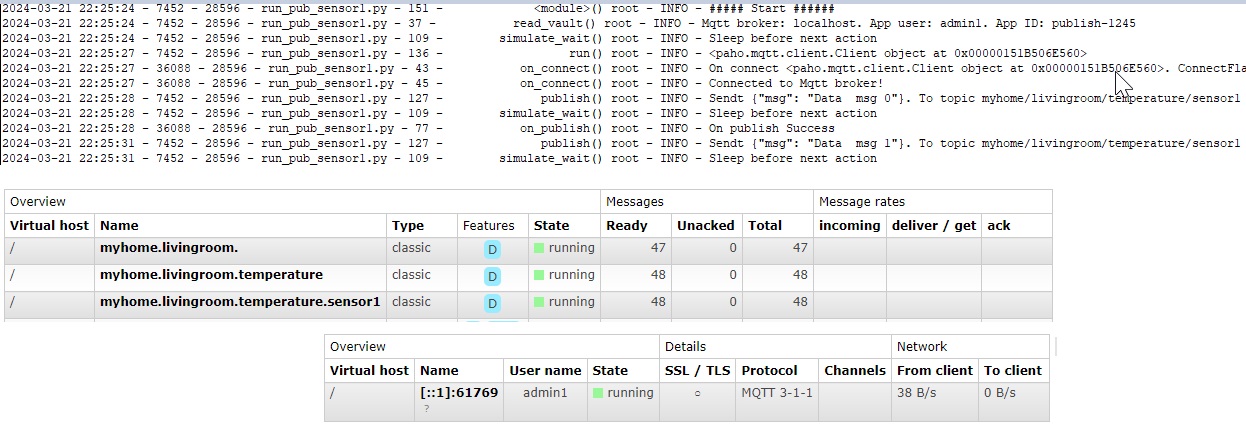 2024-03-21 22:25:24 - 7452 - 28596 - run_pub_sensor1.py - 151 - <module>() root - INFO - ##### Start ######
2024-03-21 22:25:24 - 7452 - 28596 - run_pub_sensor1.py - 37 - read_vault() root - INFO - Mqtt broker: localhost. App user: admin1. App ID: publish-1245
2024-03-21 22:25:24 - 7452 - 28596 - run_pub_sensor1.py - 109 - simulate_wait() root - INFO - Sleep before next action
2024-03-21 22:25:27 - 7452 - 28596 - run_pub_sensor1.py - 136 - run() root - INFO - <paho.mqtt.client.Client object at 0x00000151B506E560>
2024-03-21 22:25:27 - 36088 - 28596 - run_pub_sensor1.py - 43 - on_connect() root - INFO - On connect <paho.mqtt.client.Client object at 0x00000151B506E560>. ConnectFla
2024-03-21 22:25:27 - 36088 - 28596 - run_pub_sensor1.py - 45 - on_connect() root - INFO - Connected to Mqtt broker!
2024-03-21 22:25:28 - 7452 - 28596 - run_pub_sensor1.py - 127 - publish() root - INFO - Sendt {"msg": "Data  msg 0"}. To topic myhome/livingroom/temperature/sensor1
2024-03-21 22:25:28 - 7452 - 28596 - run_pub_sensor1.py - 109 - simulate_wait() root - INFO - Sleep before next action
2024-03-21 22:25:28 - 36088 - 28596 - run_pub_sensor1.py - 77 - on_publish() root - INFO - On publish Success
2024-03-21 22:25:31 - 7452 - 28596 - run_pub_sensor1.py - 127 - publish() root - INFO - Sendt {"msg": "Data  msg 1"}. To topic myhome/livingroom/temperature/sensor1
2024-03-21 22:25:31 - 7452 - 28596 - run_pub_sensor1.py - 109 - simulate_wait() root - INFO - Sleep before next action
Overview Messages Message rates
Virtual host Name Type Features State Ready Unacked Total incoming deliver / get ack
/ myhome.livingroom. classic D running 47 0 47
/ myhome.livingroom.temperature classic D running 48 0 48
/ myhome.livingroom.temperature.sensor1 classic D running 48 0 48
Overview Details Network
Virtual host Name User name State SSL / TLS Protocol Channels From client To client
/ [::1]:61769 admin1 running ○ MQTT 3-1-1 38 B/s 0 B/s
?